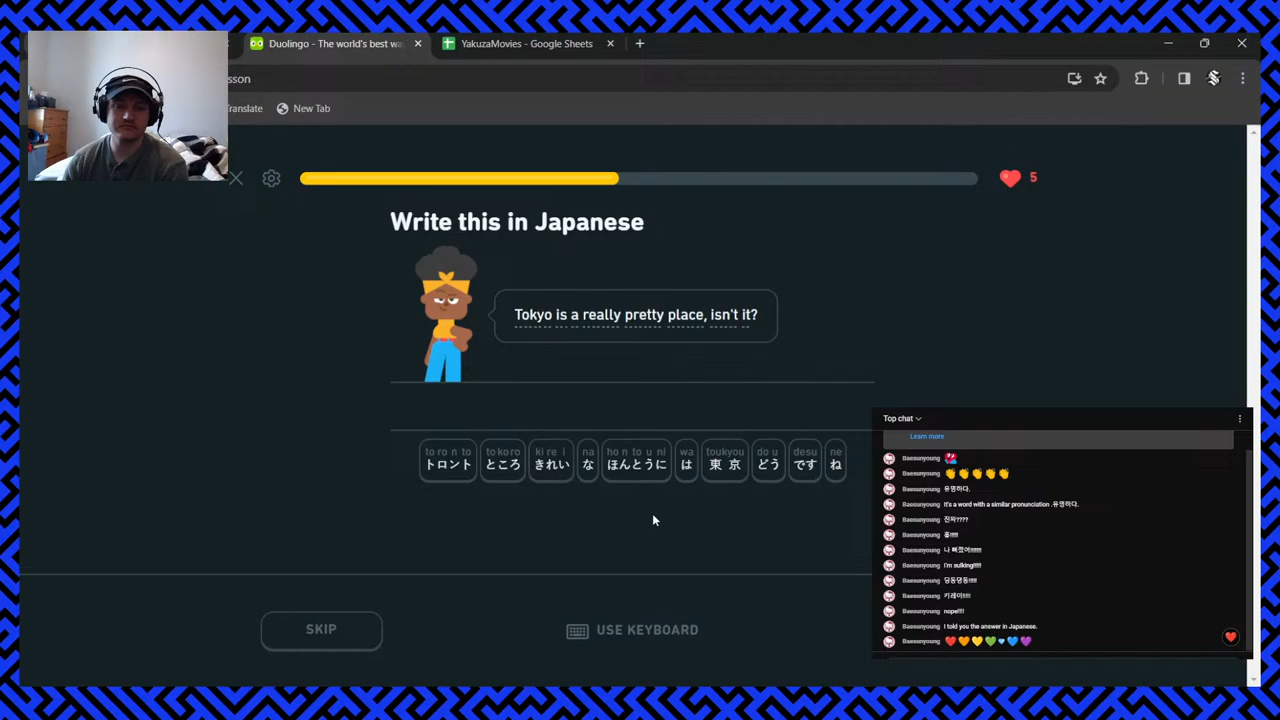 Duolingo - The world's best wa
YakuzaMovies - Google Sheets
sson
Translate
New Tab
5
Write this in Japanese
Tokyo is a really pretty place, isn't it?
to ro n to to ko ro ki re i na ho n to u ni wa toukyou do u desu ne
トロント ところ きれい な ほんとうに は 東 京 どう です ね
SKIP
USE KEYBOARD
Top chat
Learn more
Baesunyoung
Baesunyoung
Baesunyoung 유명하다.
Baesunyoung It's a word with a similar pronunciation .유명하다.
Baesunyoung 진짜????
Baesunyoung 흥!!!!!
Baesunyoung 나 삐졌어!!!!!!!!
Baesunyoung I'm sulking!!!!!
Baesunyoung 딩동댕동!!!!!
Baesunyoung 키레이!!!!
Baesunyoung nope!!!!
Baesunyoung I told you the answer in Japanese.
Baesunyoung